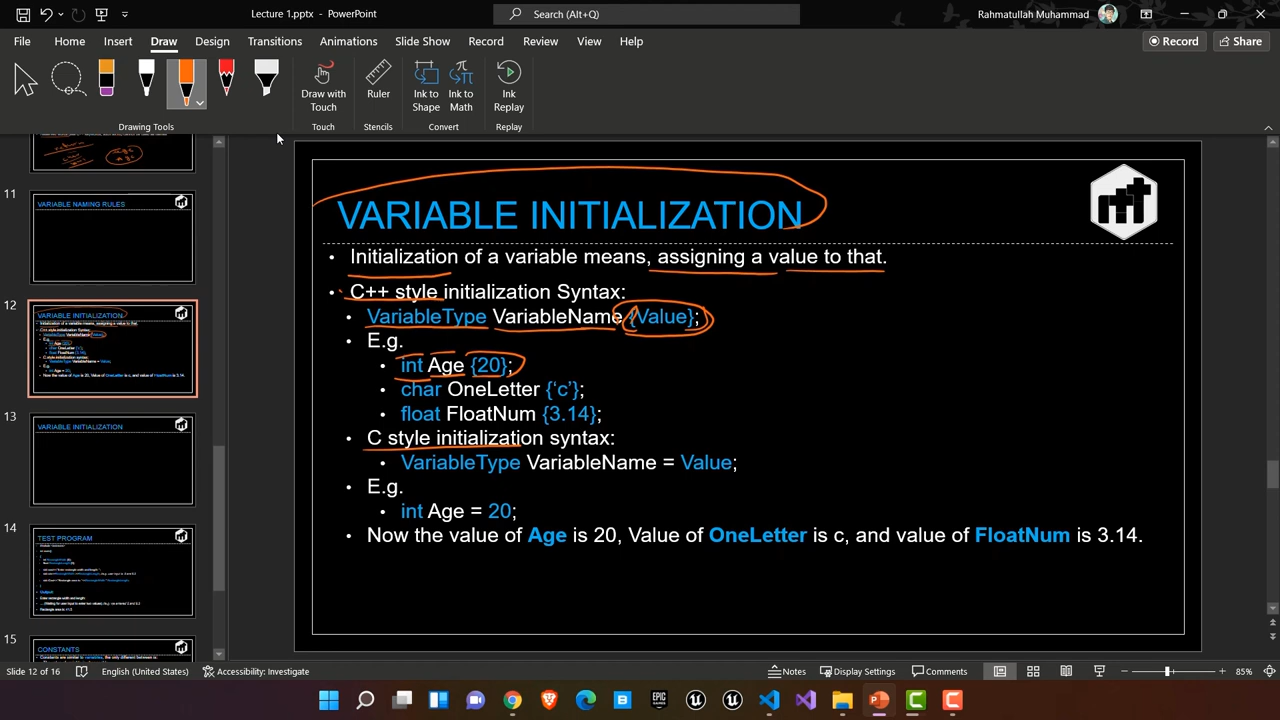 Lecture 1.pptx - PowerPoint
Search (Alt+Q)
Rahmatullah Muhammad
File Home Insert Draw Design Transitions Animations Slide Show Record Review View Help
Record Share
Draw with Touch
Ruler
Ink to Shape
Ink to Math
Ink Replay
Drawing Tools Touch Stencils Convert Replay
11
VARIABLE NAMING RULES
12
VARIABLE INITIALIZATION
13
VARIABLE INITIALIZATION
14
TEST PROGRAM
15
CONSTANTS
VARIABLE INITIALIZATION
• Initialization of a variable means, assigning a value to that.
• C++ style initialization Syntax:
• VariableType VariableName {Value};
• E.g.
• int Age {20};
• char OneLetter {‘c’};
• float FloatNum {3.14};
• C style initialization syntax:
• VariableType VariableName = Value;
• E.g.
• int Age = 20;
• Now the value of Age is 20, Value of OneLetter is c, and value of FloatNum is 3.14.
Slide 12 of 16 English (United States) Accessibility: Investigate Notes Display Settings Comments 85%